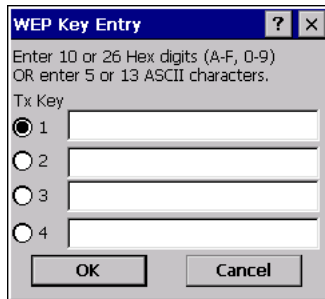 WEP Key Entry ? ×
Enter 10 or 26 Hex digits (A-F, 0-9)
OR enter 5 or 13 ASCII characters.
Tx Key
1
2
3
4
OK Cancel